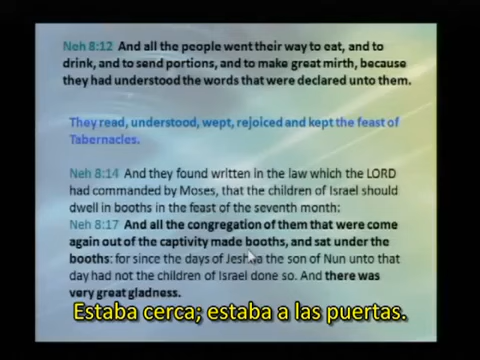 Neh 8:12 And all the people went their way to eat, and to
drink, and to send portions, and to make great mirth, because
they had understood the words that were declared unto them.
They read, understood, wept, rejoiced and kept the feast of
Tabernacles.
Neh 8:14 And they found written in the law which the LORD
had commanded by Moses, that the children of Israel should
dwell in booths in the feast of the seventh month:
Neh 8:17 And all the congregation of them that were come
again out of the captivity made booths, and sat under the
booths: for since the days of Jeshua the son of Nun unto that
day had not the children of Israel done so. And there was
very great gladness.
Estaba cerca; estaba a las puertas.